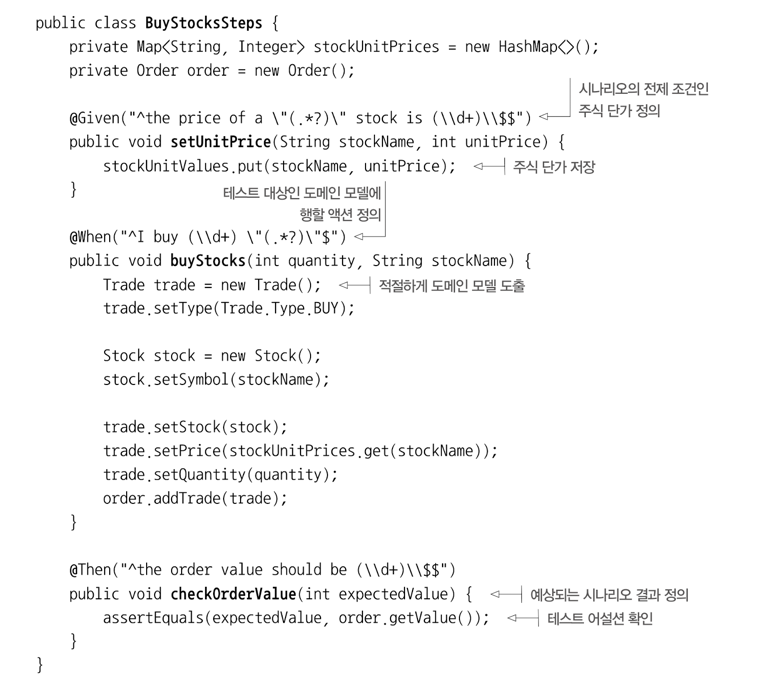 public class BuyStocksSteps {
private Map<String, Integer> stockUnitPrices = new HashMap<>();
private Order order = new Order();
시나리오의 전제 조건인
주식 단가 정의
@Given("^the price of a \"(.*?)\" stock is (\\d+)\\$$")
public void setUnitPrice(String stockName, int unitPrice) {
stockUnitValues.put(stockName, unitPrice); 주식 단가 저장
}
테스트 대상인 도메인 모델에
행할 액션 정의
@When("^I buy (\\d+) \"(.*?)\"$")
public void buyStocks(int quantity, String stockName) {
Trade trade = new Trade(); 적절하게 도메인 모델 도출
trade.setType(Trade.Type.BUY);
Stock stock = new Stock();
stock.setSymbol(stockName);
trade.setStock(stock);
trade.setPrice(stockUnitPrices.get(stockName));
trade.setQuantity(quantity);
order.addTrade(trade);
}
@Then("^the order value should be (\\d+)\\$$")
public void checkOrderValue(int expectedValue) { 예상되는 시나리오 결과 정의
assertEquals(expectedValue, order.getValue()); 테스트 어설션 확인
}
}